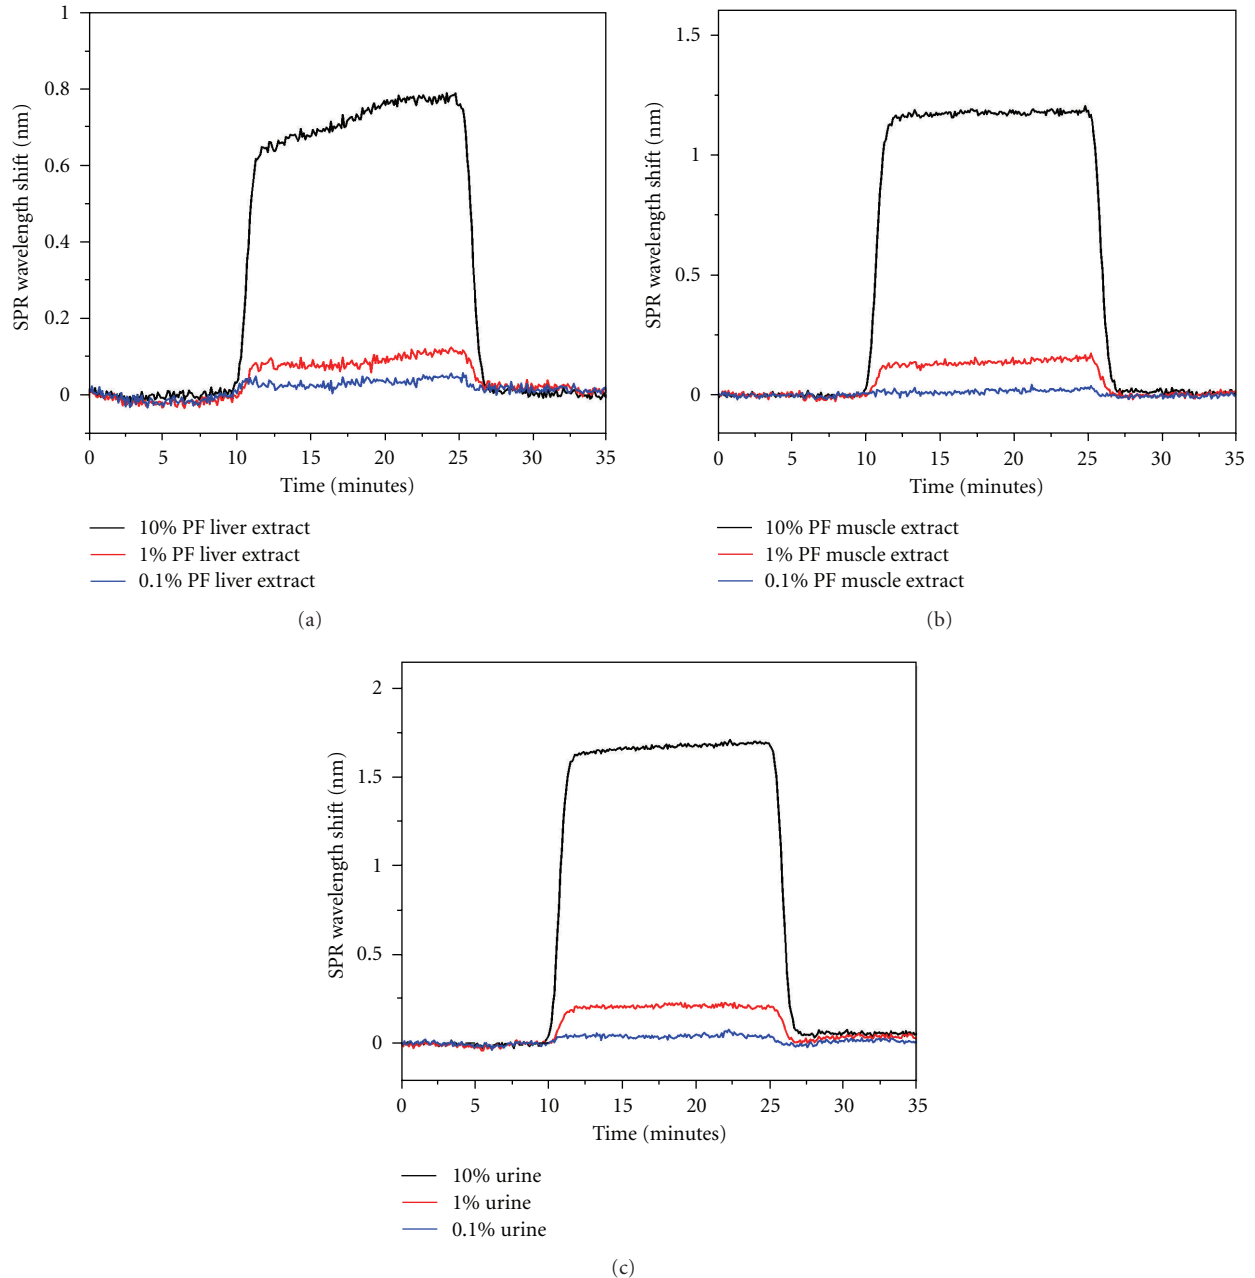 1
0.8
0.6
0.4
0.2
0
SPR wavelength shift (nm)
0 5 10 15 20 25 30 35
Time (minutes)
10% PF liver extract
1% PF liver extract
0.1% PF liver extract
(a)
1.5
1
0.5
0
SPR wavelength shift (nm)
0 5 10 15 20 25 30 35
Time (minutes)
10% PF muscle extract
1% PF muscle extract
0.1% PF muscle extract
(b)
2
1.5
1
0.5
0
SPR wavelength shift (nm)
0 5 10 15 20 25 30 35
Time (minutes)
10% urine
1% urine
0.1% urine
(c)